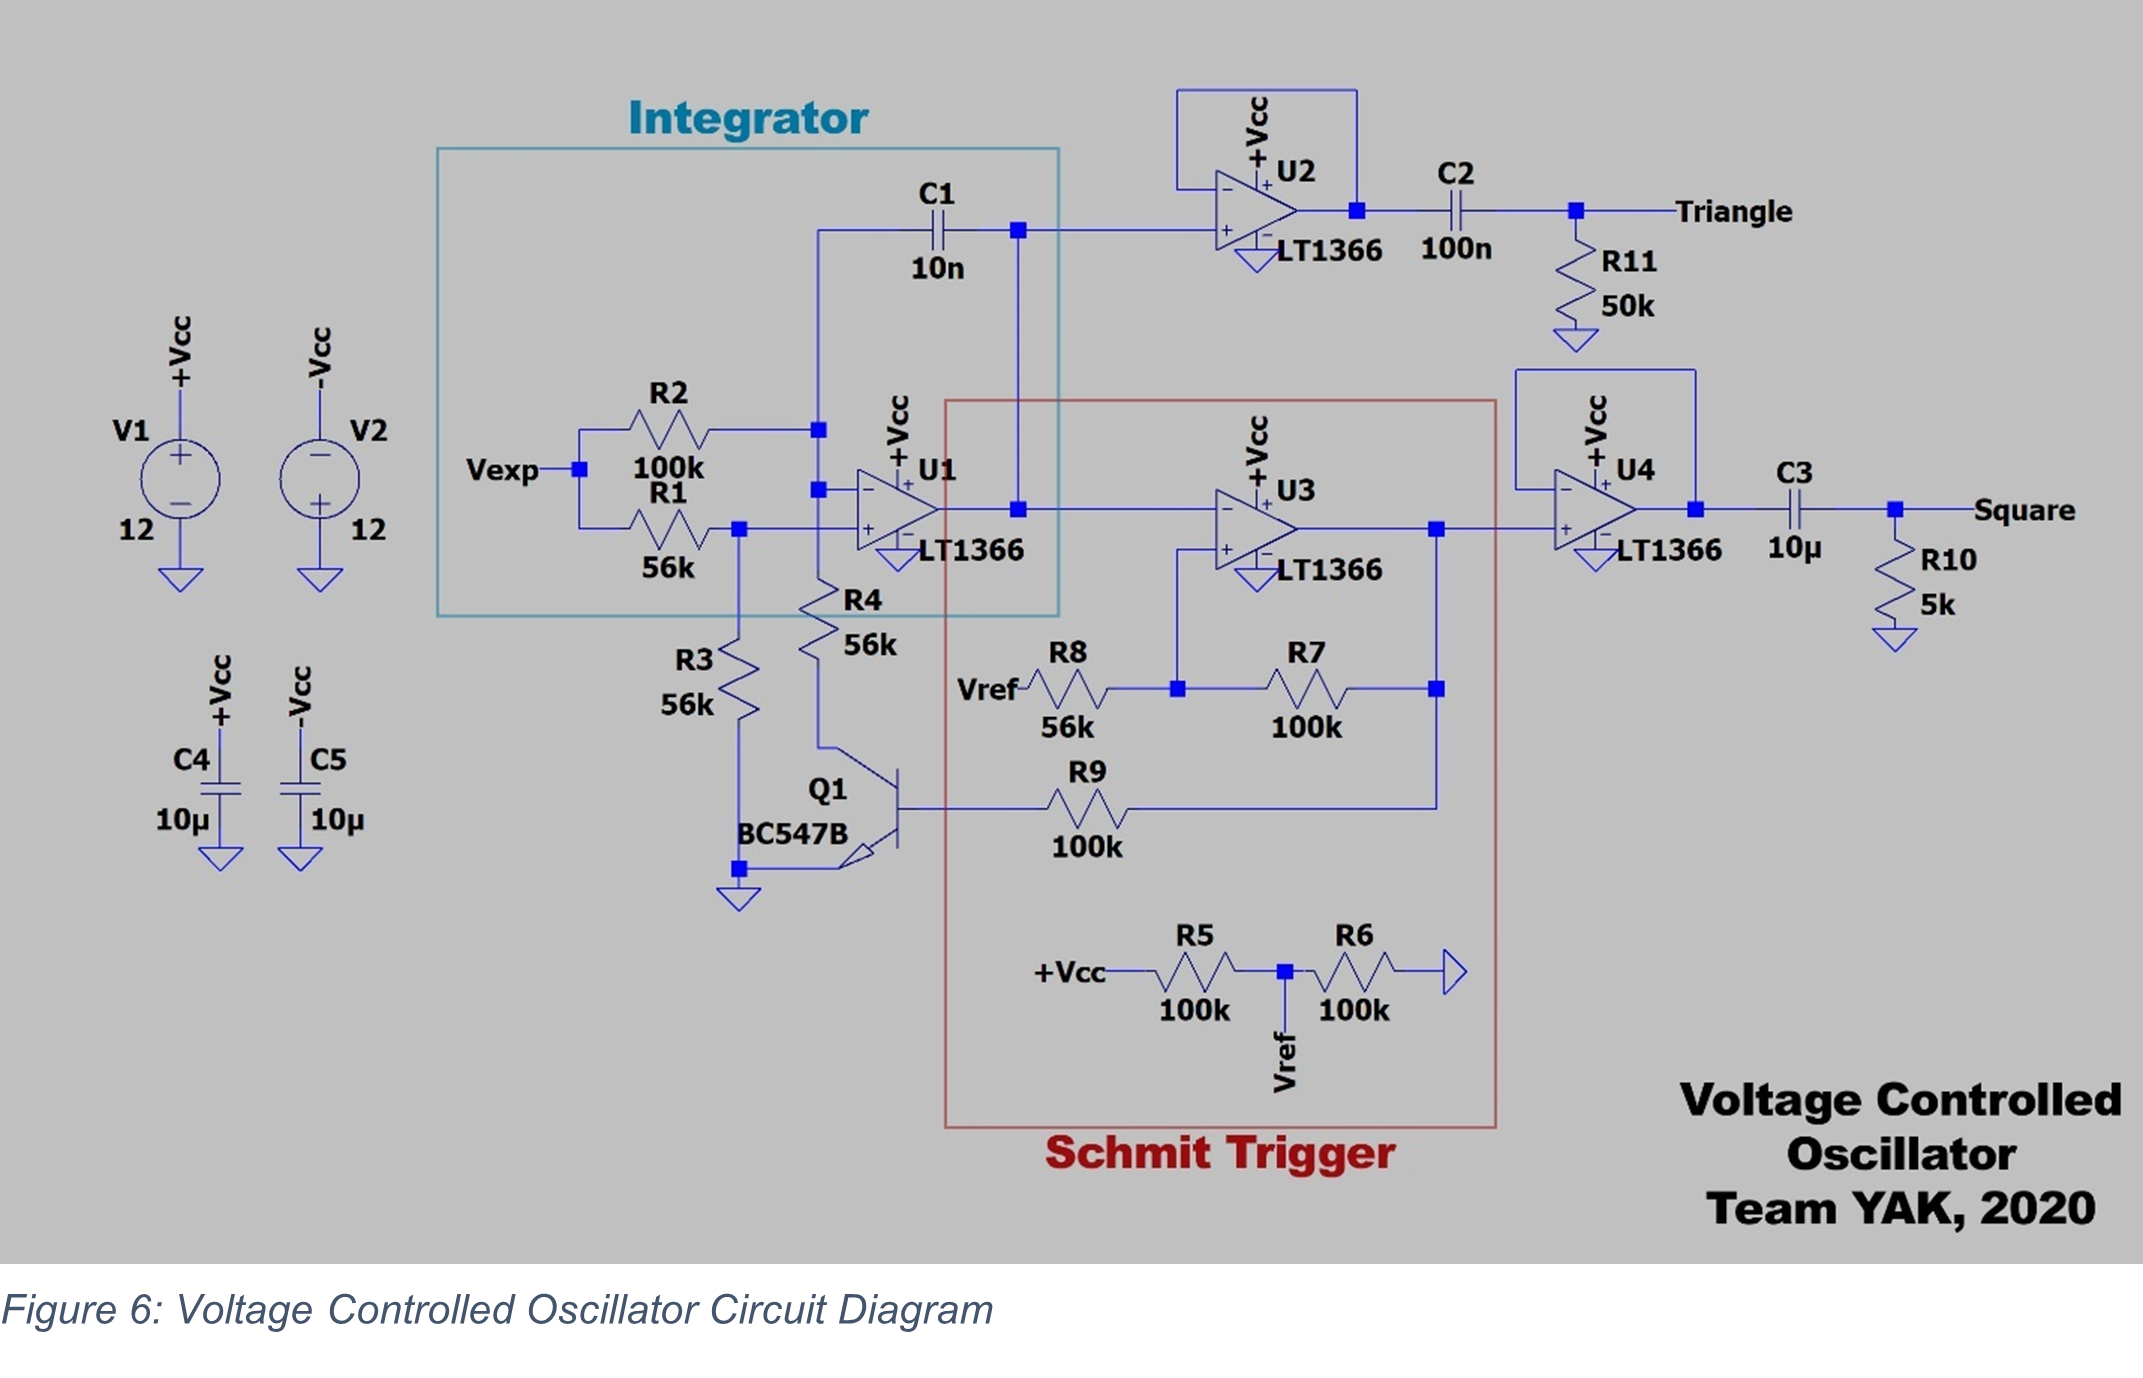 Integrator
+Vcc
U2
LT1366
C2
100n
Triangle
R11
50k
C1
10n
+Vcc
V1
12
-Vcc
V2
12
Vexp
R2
100k
R1
56k
+Vcc
U1
LT1366
+Vcc
U3
LT1366
+Vcc
U4
LT1366
C3
10µ
Square
R10
5k
R4
56k
R3
56k
Vref
R8
56k
R7
100k
+Vcc
C4
10µ
-Vcc
C5
10µ
Q1
BC547B
R9
100k
+Vcc
R5
100k
R6
100k
Vref
Schmit Trigger
Voltage Controlled
Oscillator
Team YAK, 2020
Figure 6: Voltage Controlled Oscillator Circuit Diagram